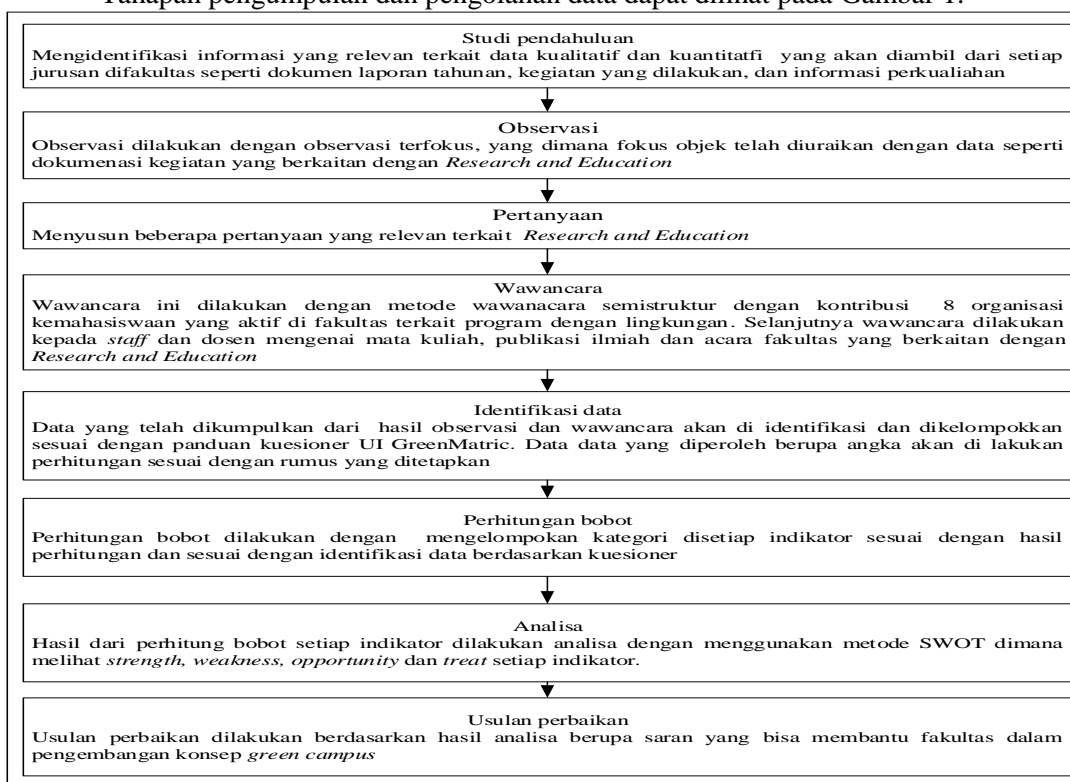 Tahapan pengumpulan dan pengolahan data dapat dilihat pada Gambar 1.
Studi pendahuluan
Mengidentifikasi informasi yang relevan terkait data kualitatif dan kuantitatfi yang akan diambil dari setiap
jurusan difakultas seperti dokumen laporan tahunan, kegiatan yang dilakukan, dan informasi perkualiahan
Observasi
Observasi dilakukan dengan observasi terfokus, yang dimana fokus objek telah diuraikan dengan data seperti
dokumenasi kegiatan yang berkaitan dengan Research and Education
Pertanyaan
Menyusun beberapa pertanyaan yang relevan terkait Research and Education
Wawancara
Wawancara ini dilakukan dengan metode wawanacara semistruktur dengan kontribusi 8 organisasi
kemahasiswaan yang aktif di fakultas terkait program dengan lingkungan. Selanjutnya wawancara dilakukan
kepada staff dan dosen mengenai mata kuliah, publikasi ilmiah dan acara fakultas yang berkaitan dengan
Research and Education
Identifikasi data
Data yang telah dikumpulkan dari hasil observasi dan wawancara akan di identifikasi dan dikelompokkan
sesuai dengan panduan kuesioner UI GreenMatric. Data data yang diperoleh berupa angka akan di lakukan
perhitungan sesuai dengan rumus yang ditetapkan
Perhitungan bobot
Perhitungan bobot dilakukan dengan mengelompokan kategori disetiap indikator sesuai dengan hasil
perhitungan dan sesuai dengan identifikasi data berdasarkan kuesioner
Analisa
Hasil dari perhitung bobot setiap indikator dilakukan analisa dengan menggunakan metode SWOT dimana
melihat strength, weakness, opportunity dan treat setiap indikator.
Usulan perbaikan
Usulan perbaikan dilakukan berdasarkan hasil analisa berupa saran yang bisa membantu fakultas dalam
pengembangan konsep green campus